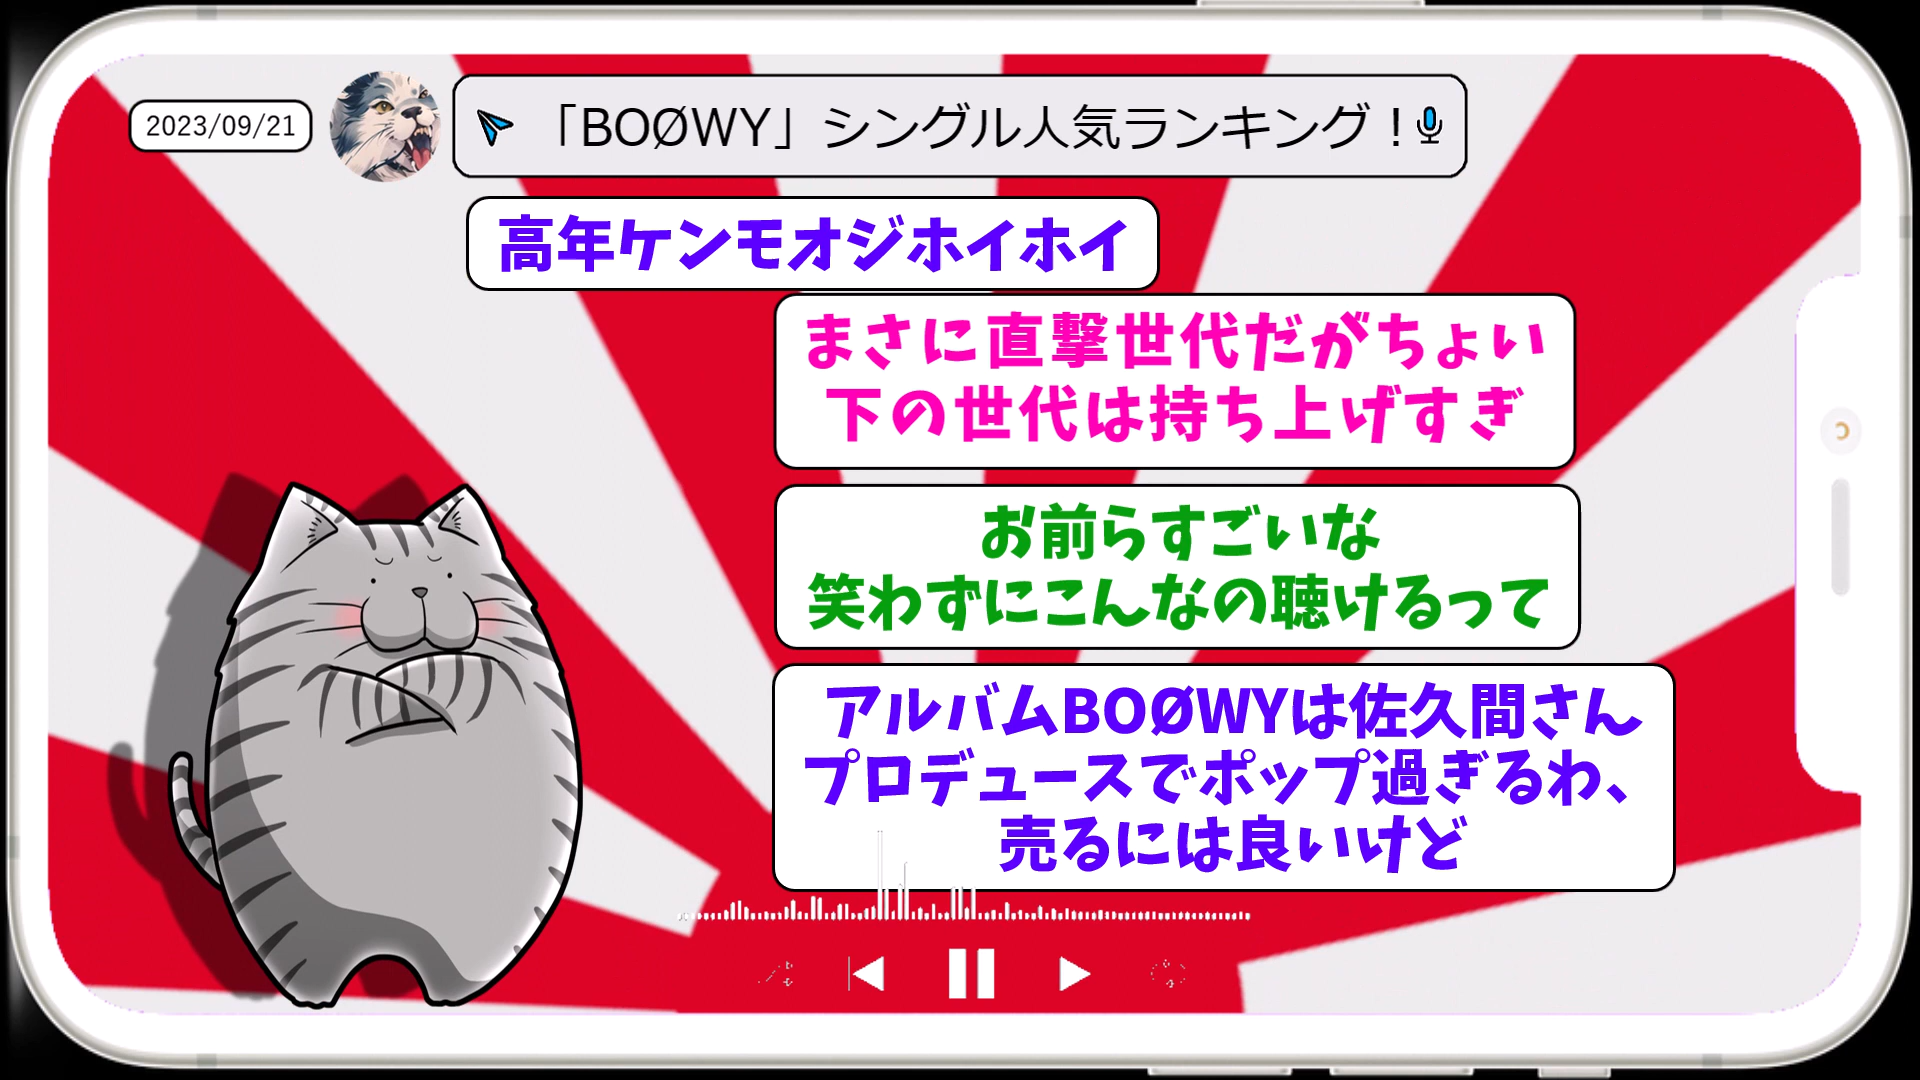 2023/09/21
「BOØWY」シングル人気ランキング！
高年ケンモオジホイホイ
まさに直撃世代だがちょい
下の世代は持ち上げすぎ
お前らすごいな
笑わずにこんなの聴けるって
アルバムBOØWYは佐久間さん
プロデュースでポップ過ぎるわ、
売るには良いけど